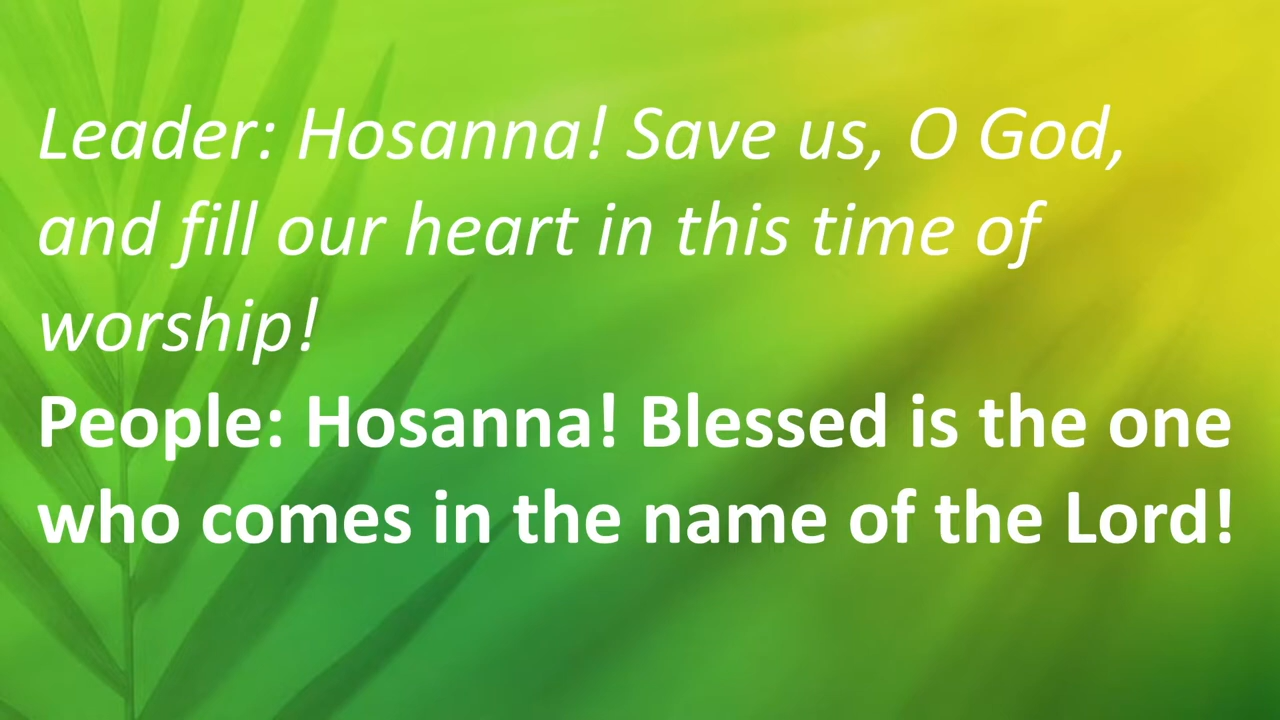 Leader: Hosanna! Save us, O God,
and fill our heart in this time of
worship!
People: Hosanna! Blessed is the one
who comes in the name of the Lord!